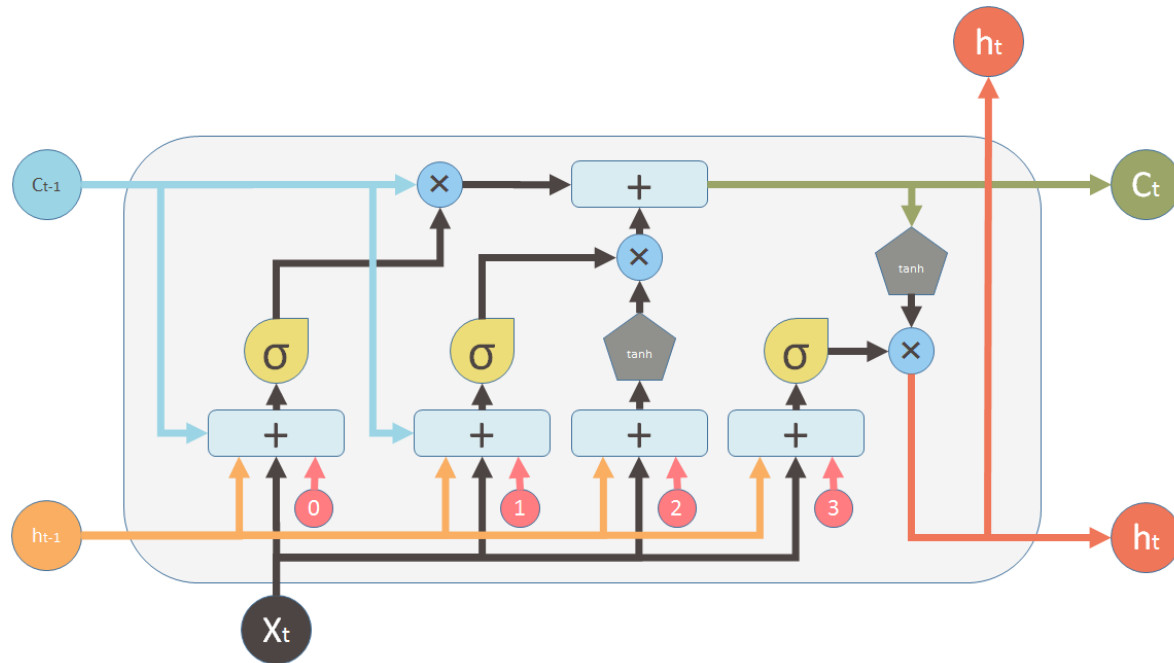 ht
Ct-1
×
+
Ct
×
tanh
σ
σ
tanh
σ
×
+
+
+
+
0
1
2
3
ht-1
ht
Xt